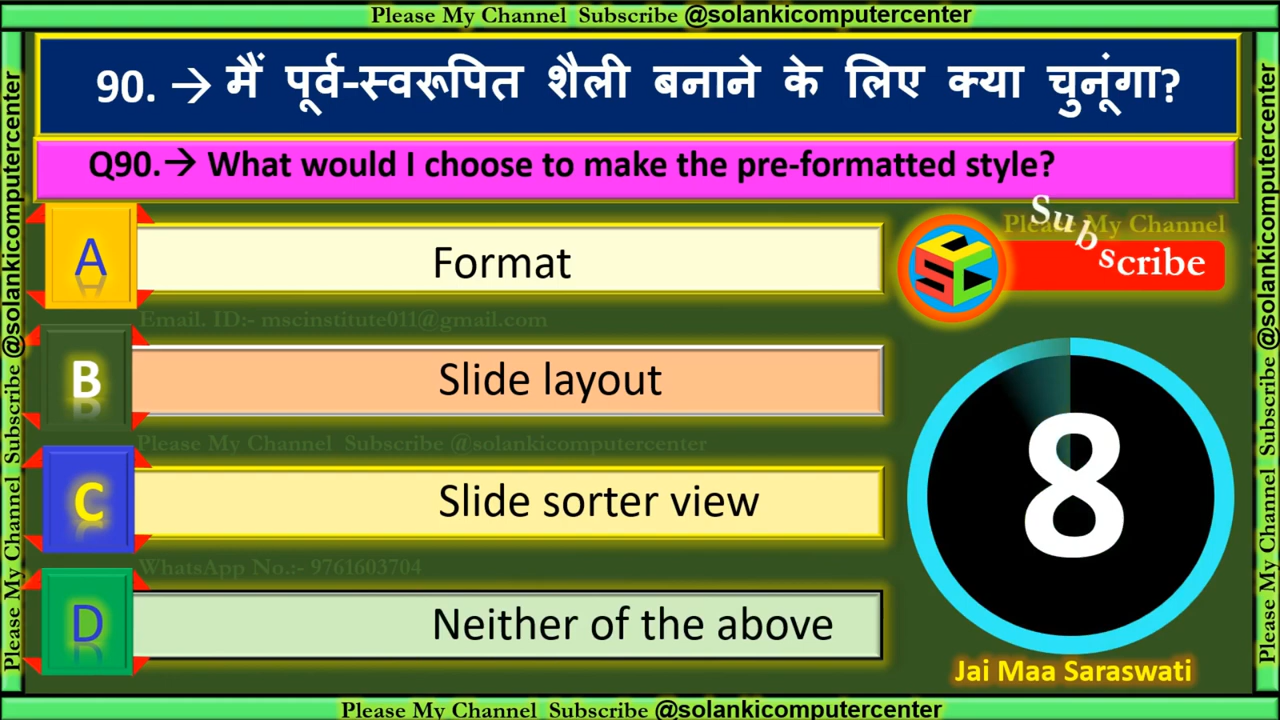 Please My Channel Subscribe @solankicomputercenter
90. → मैं पूर्व-स्वरूपित शैली बनाने के लिए क्या चुनूंगा?
Q90.→ What would I choose to make the pre-formatted style?
A
Format
Please My Channel
Subscribe
SCC
Email. ID:- mscinstitute011@gmail.com
B
Slide layout
Please My Channel Subscribe @solankicomputercenter
C
Slide sorter view
8
WhatsApp No.:- 9761603704
D
Neither of the above
Jai Maa Saraswati
Please My Channel Subscribe @solankicomputercenter
Please My Channel Subscribe @solankicomputercenter
Please My Channel Subscribe @solankicomputercenter